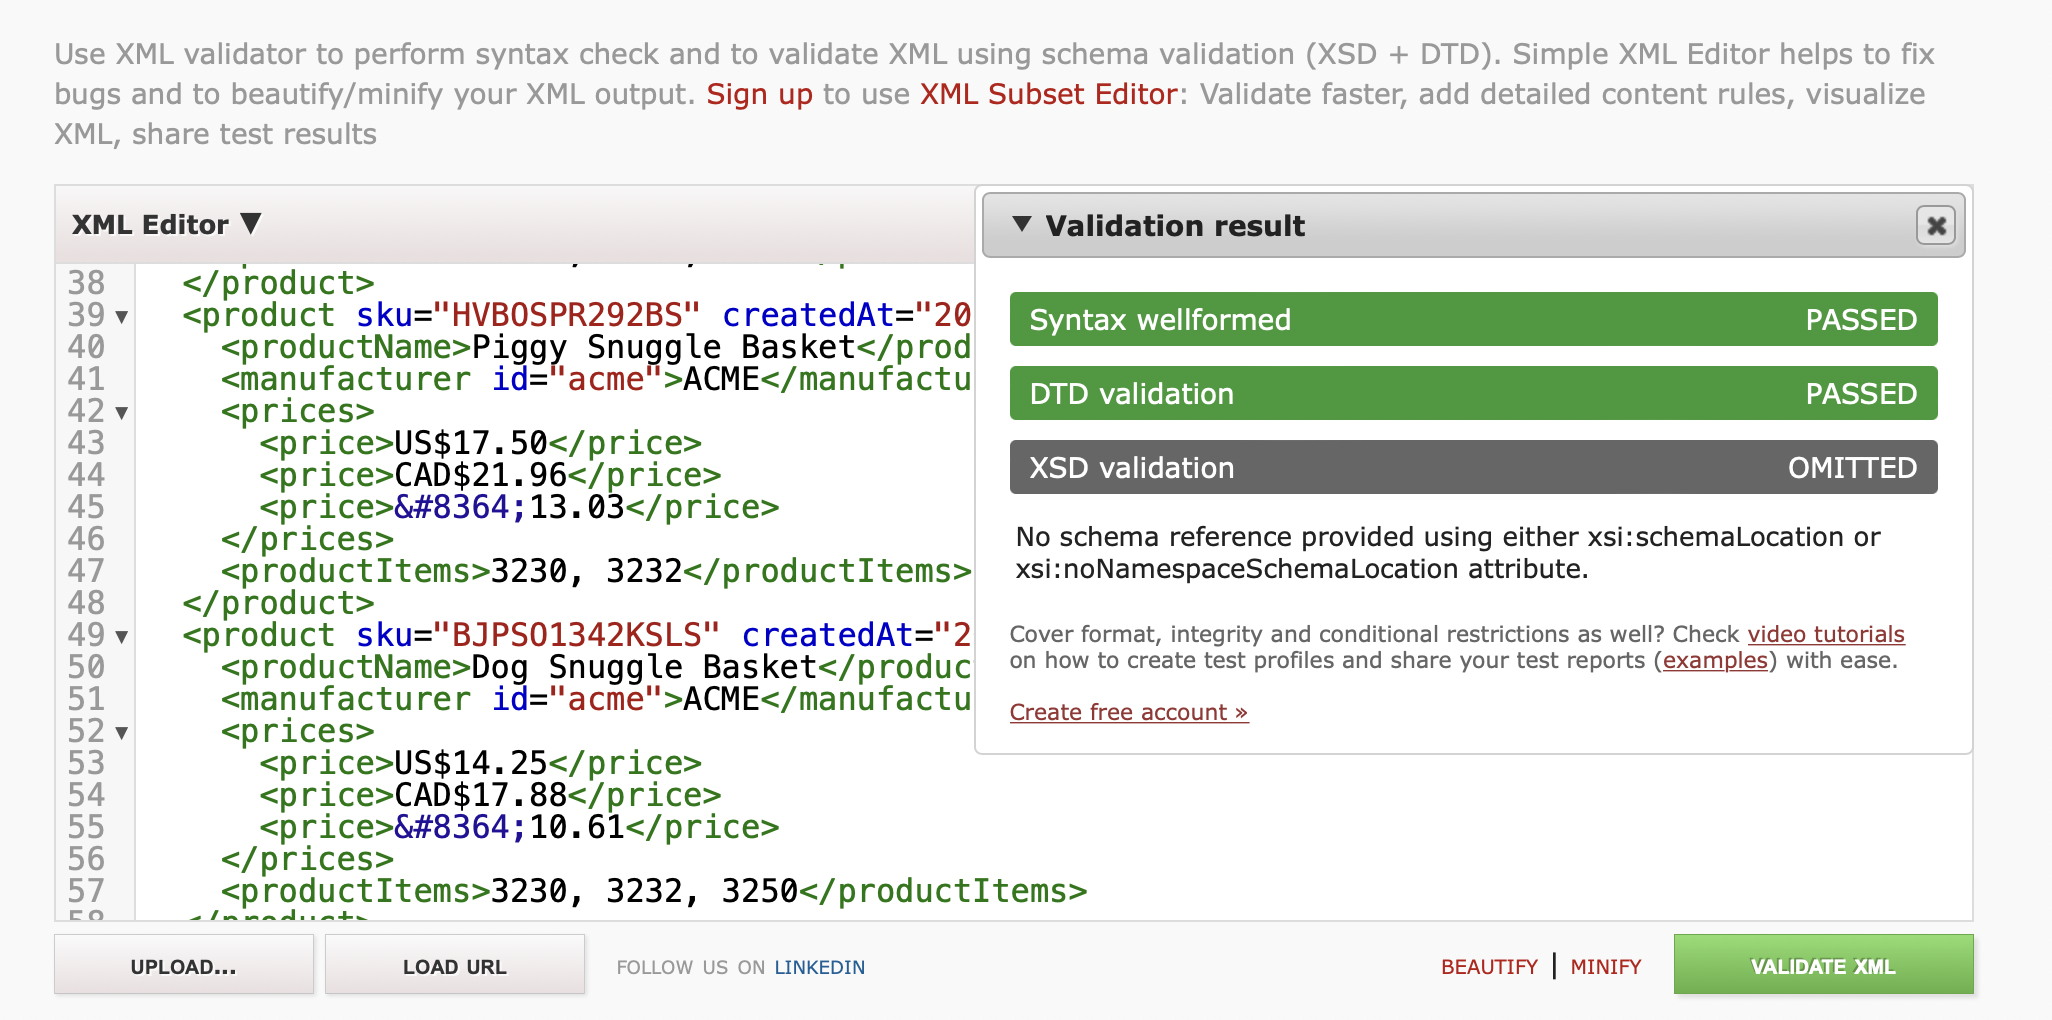 Use XML validator to perform syntax check and to validate XML using schema validation (XSD + DTD). Simple XML Editor helps to fix
bugs and to beautify/minify your XML output. Sign up to use XML Subset Editor: Validate faster, add detailed content rules, visualize
XML, share test results
XML Editor ▼
38 </product>
39 ▼ <product sku="HVBOSPR292BS" createdAt="20
40 <productName>Piggy Snuggle Basket</prod
41 <manufacturer id="acme">ACME</manufactu
42 ▼ <prices>
43 <price>US$17.50</price>
44 <price>CAD$21.96</price>
45 <price>&#8364;13.03</price>
46 </prices>
47 <productItems>3230, 3232</productItems>
48 </product>
49 ▼ <product sku="BJPSO1342KSLS" createdAt="2
50 <productName>Dog Snuggle Basket</produc
51 <manufacturer id="acme">ACME</manufactu
52 ▼ <prices>
53 <price>US$14.25</price>
54 <price>CAD$17.88</price>
55 <price>&#8364;10.61</price>
56 </prices>
57 <productItems>3230, 3232, 3250</productItems>
58 </product>
▼ Validation result
Syntax wellformed PASSED
DTD validation PASSED
XSD validation OMITTED
No schema reference provided using either xsi:schemaLocation or
xsi:noNamespaceSchemaLocation attribute.
Cover format, integrity and conditional restrictions as well? Check video tutorials
on how to create test profiles and share your test reports (examples) with ease.
Create free account »
UPLOAD... LOAD URL FOLLOW US ON LINKEDIN BEAUTIFY | MINIFY VALIDATE XML